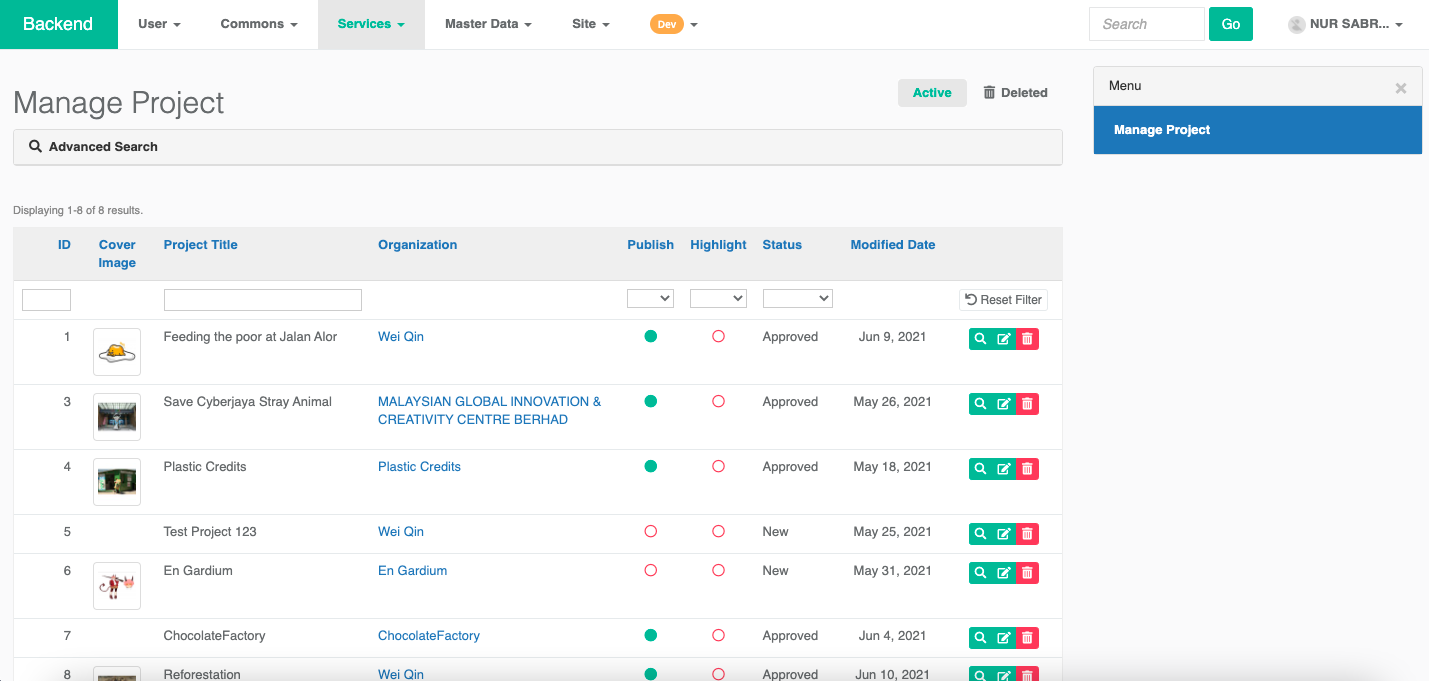 Backend User Commons Services Master Data Site Dev Search Go NUR SABR...
Manage Project
Active Deleted
Menu ×
Manage Project
Advanced Search
Displaying 1-8 of 8 results.
ID Cover Image Project Title Organization Publish Highlight Status Modified Date
Reset Filter
1 Feeding the poor at Jalan Alor Wei Qin Approved Jun 9, 2021
3 Save Cyberjaya Stray Animal MALAYSIAN GLOBAL INNOVATION & Approved May 26, 2021
CREATIVITY CENTRE BERHAD
4 Plastic Credits Plastic Credits Approved May 18, 2021
5 Test Project 123 Wei Qin New May 25, 2021
6 En Gardium En Gardium New May 31, 2021
7 ChocolateFactory ChocolateFactory Approved Jun 4, 2021
8 Reforestation Wei Qin Approved Jun 10, 2021